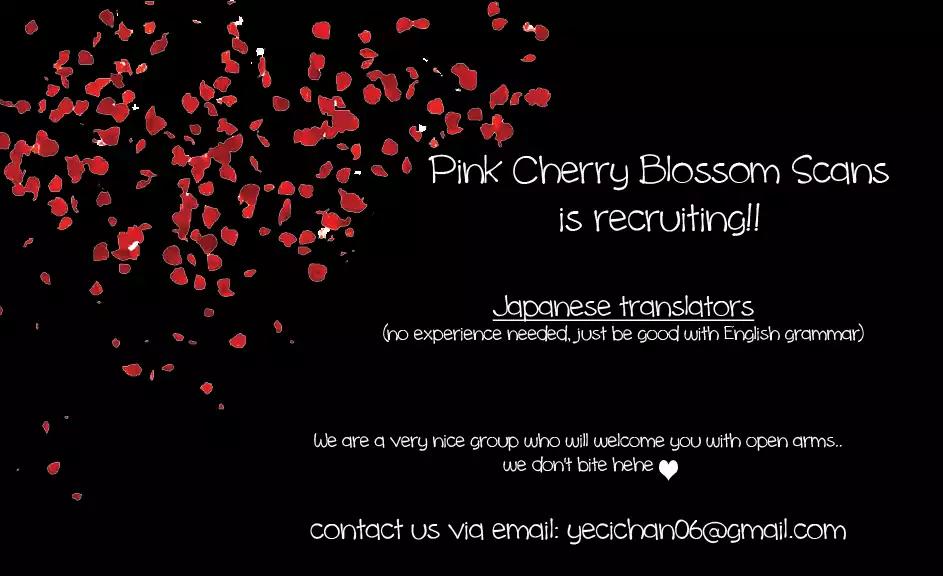 Pink Cherry Blossom Scans
is recruiting!!
Japanese translators
(no experience needed, just be good with English grammar)
We are a very nice group who will welcome you with open arms..
we don't bite hehe ♥
contact us via email: yecichan06@gmail.com